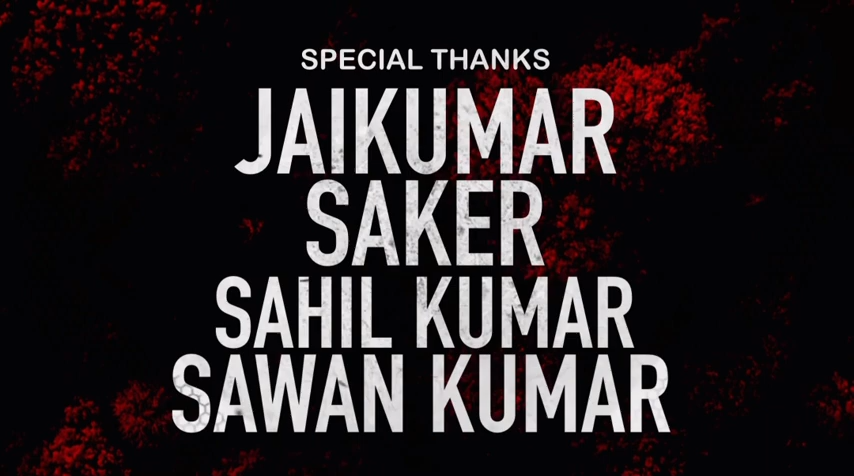 SPECIAL THANKS
JAIKUMAR
SAKER
SAHIL KUMAR
SAWAN KUMAR